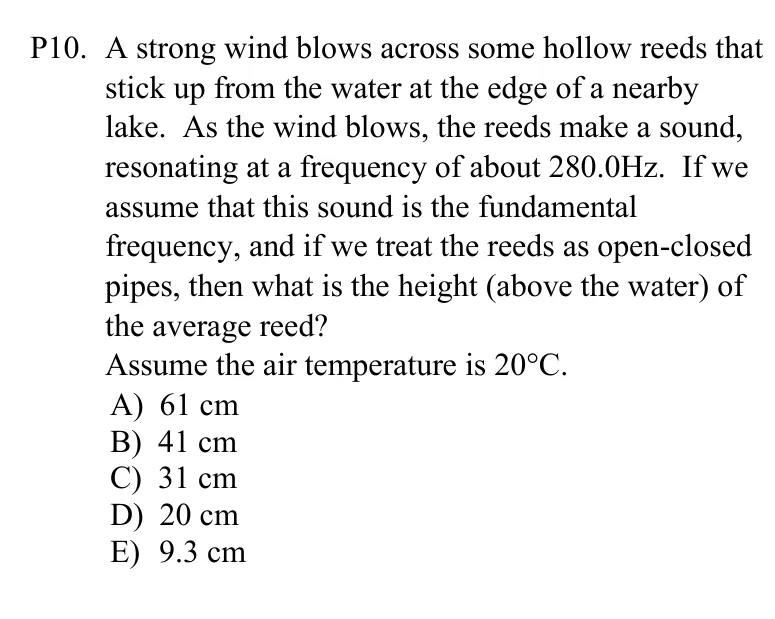 P10. A strong wind blows across some hollow reeds that
stick up from the water at the edge of a nearby
lake.  As the wind blows, the reeds make a sound,
resonating at a frequency of about 280.0Hz.  If we
assume that this sound is the fundamental
frequency, and if we treat the reeds as open-closed
pipes, then what is the height (above the water) of
the average reed?
Assume the air temperature is 20°C.
A) 61 cm
B) 41 cm
C) 31 cm
D) 20 cm
E) 9.3 cm